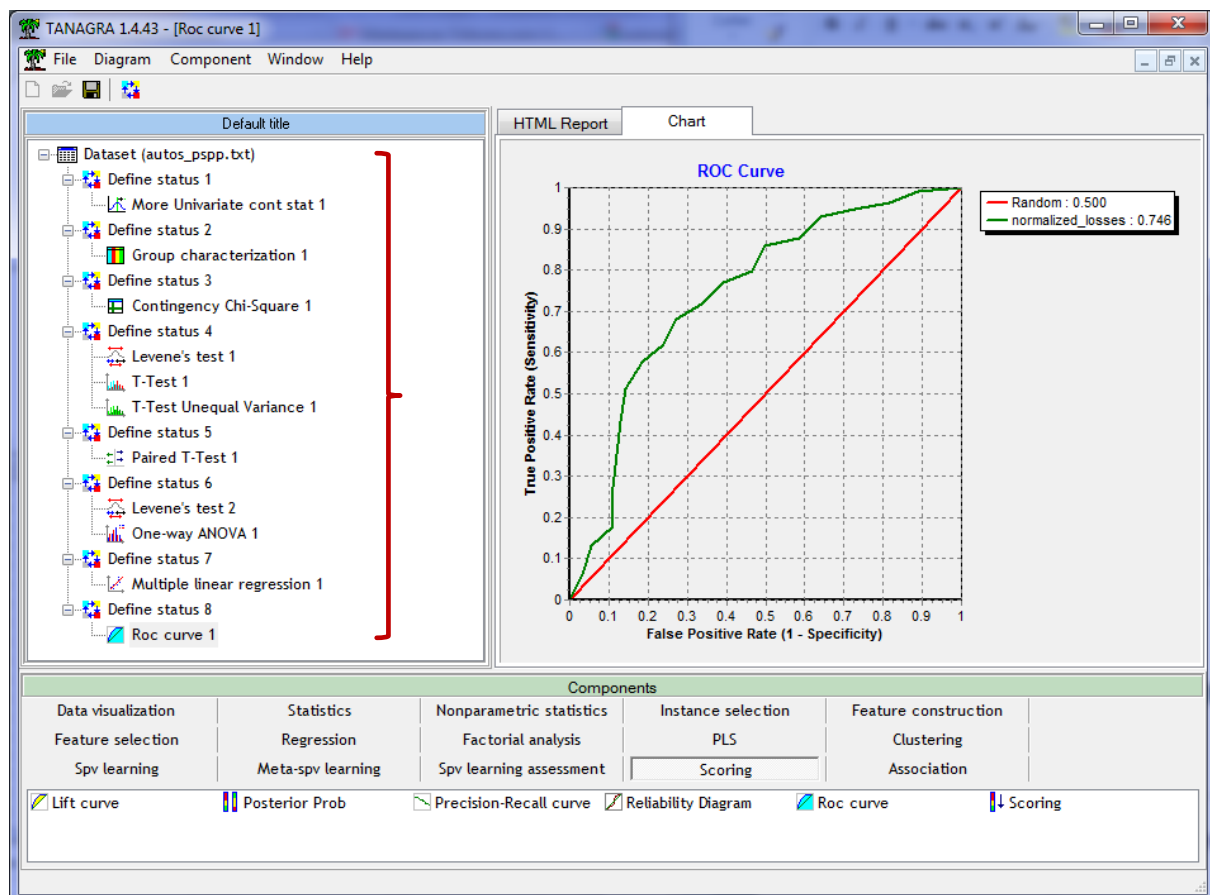 TANAGRA 1.4.43 - [Roc curve 1]
File Diagram Component Window Help
Default title
Dataset (autos_pspp.txt)
Define status 1
More Univariate cont stat 1
Define status 2
Group characterization 1
Define status 3
Contingency Chi-Square 1
Define status 4
Levene's test 1
T-Test 1
T-Test Unequal Variance 1
Define status 5
Paired T-Test 1
Define status 6
Levene's test 2
One-way ANOVA 1
Define status 7
Multiple linear regression 1
Define status 8
Roc curve 1
HTML Report Chart
ROC Curve
Random : 0.500
normalized_losses : 0.746
True Positive Rate (Sensitivity)
1
0.9
0.8
0.7
0.6
0.5
0.4
0.3
0.2
0.1
0
0 0.1 0.2 0.3 0.4 0.5 0.6 0.7 0.8 0.9 1
False Positive Rate (1 - Specificity)
Components
Data visualization Statistics Nonparametric statistics Instance selection Feature construction
Feature selection Regression Factorial analysis PLS Clustering
Spv learning Meta-spv learning Spv learning assessment Scoring Association
Lift curve Posterior Prob Precision-Recall curve Reliability Diagram Roc curve Scoring